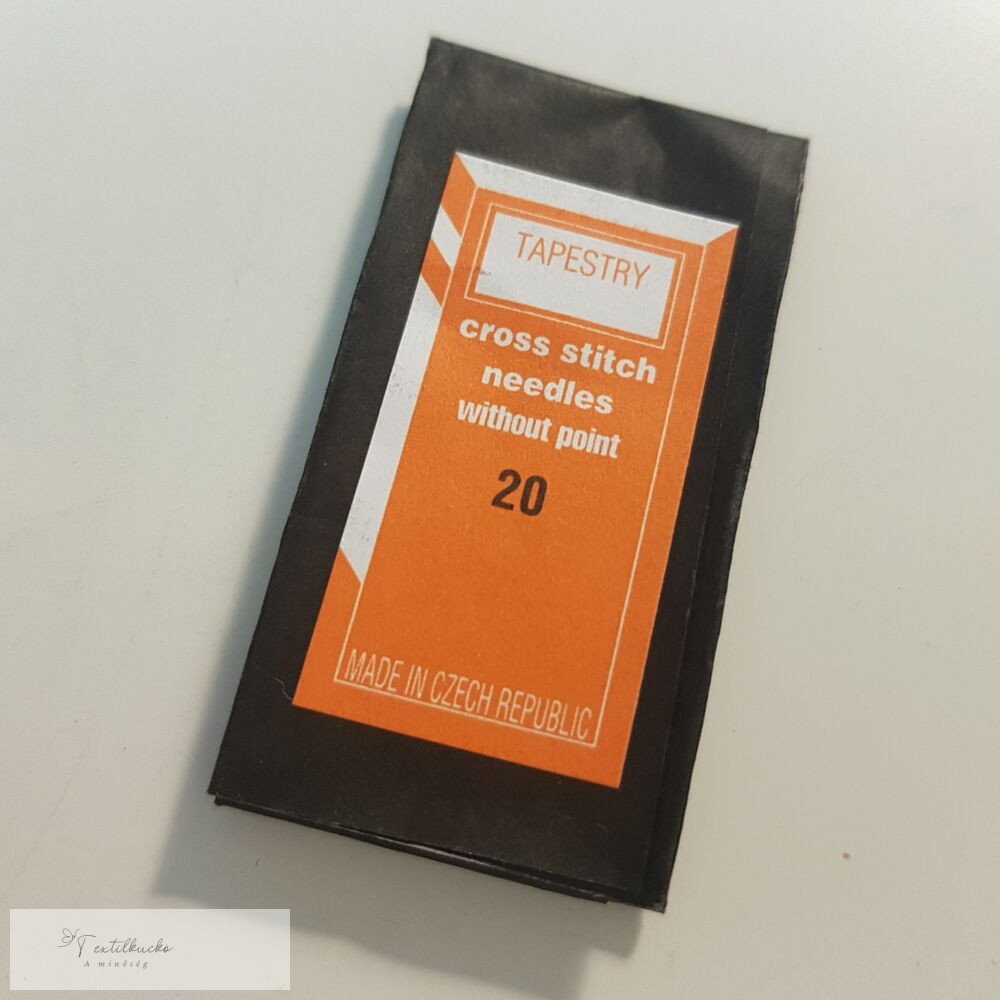 TAPESTRY
cross stitch
needles
without point
20
MADE IN CZECH REPUBLIC
Textilkucko
A minőség